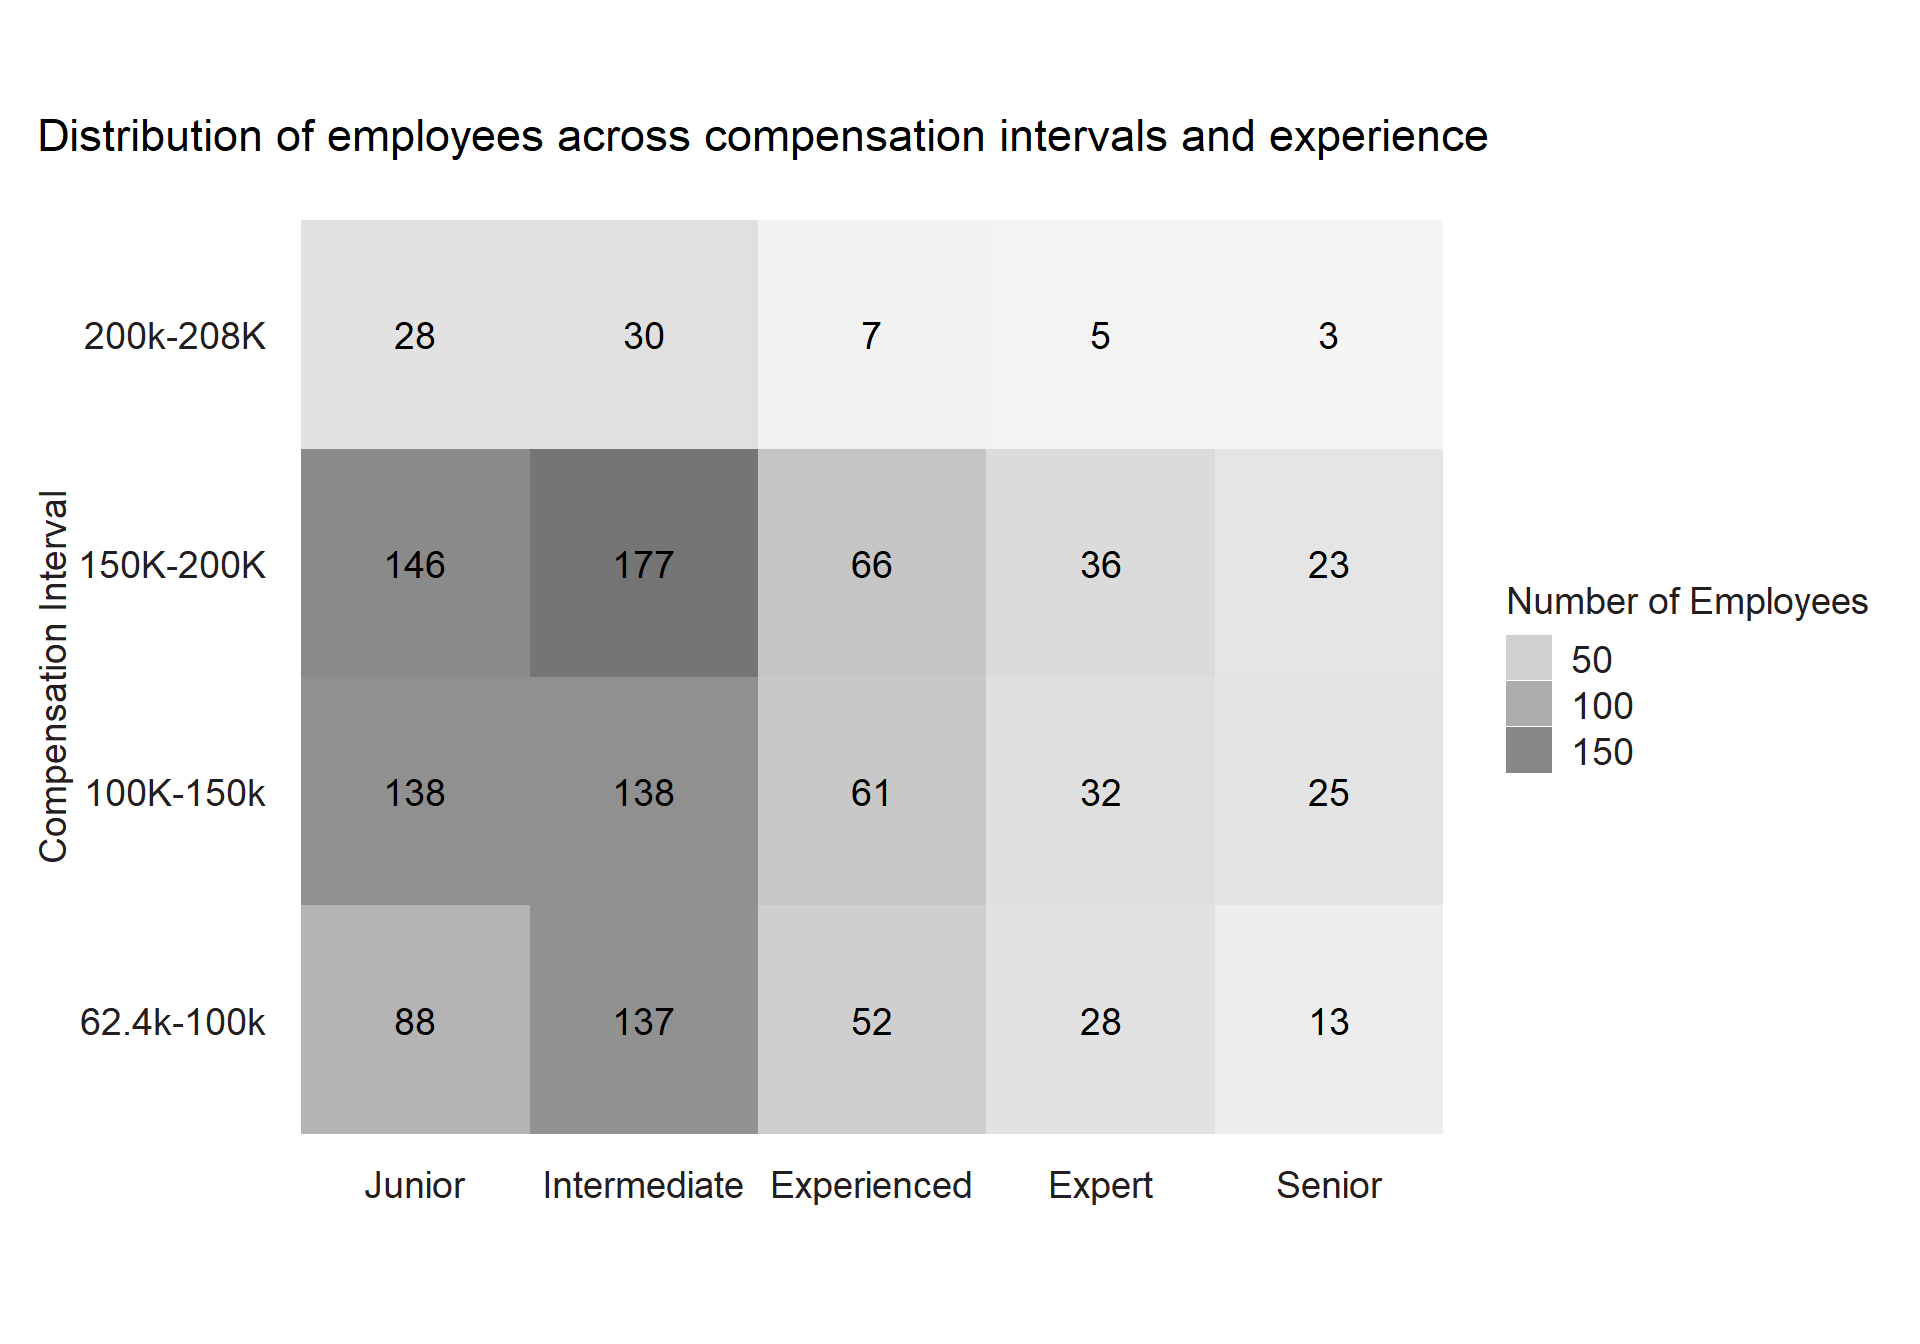 Distribution of employees across compensation intervals and experience
Compensation Interval
200k-208K
28 30 7 5 3
150K-200K
146 177 66 36 23
100K-150k
138 138 61 32 25
62.4k-100k
88 137 52 28 13
Junior Intermediate Experienced Expert Senior
Number of Employees
50
100
150